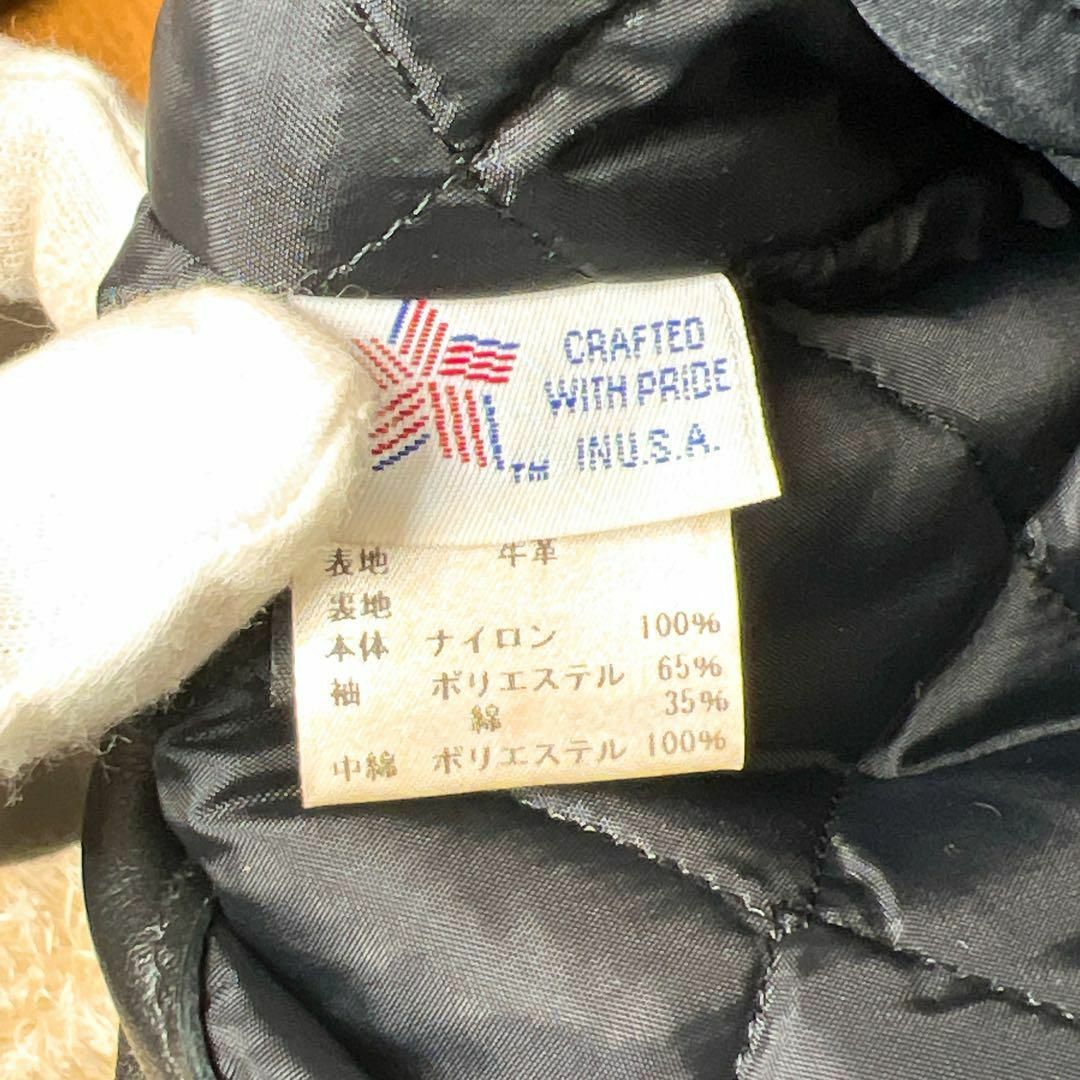 CRAFTED
WITH PRIDE
IN U.S.A.
TM
表地 牛革
裏地
本体 ナイロン 100%
袖 ポリエステル 65%
綿 35%
中綿 ポリエステル 100%